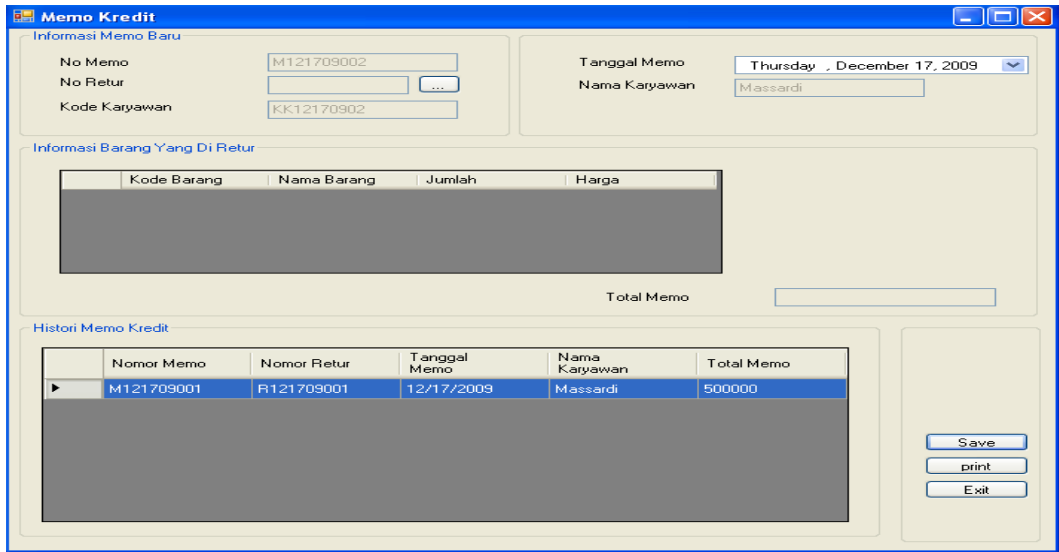 Memo Kredit
Informasi Memo Baru
No Memo M121709002
No Retur ...
Kode Karyawan KK12170902
Tanggal Memo Thursday , December 17, 2009
Nama Karyawan Massardi
Informasi Barang Yang Di Retur
Kode Barang Nama Barang Jumlah Harga
Total Memo
Histori Memo Kredit
Nomor Memo Nomor Retur Tanggal Memo Nama Karyawan Total Memo
M121709001 R121709001 12/17/2009 Massardi 500000
Save
print
Exit